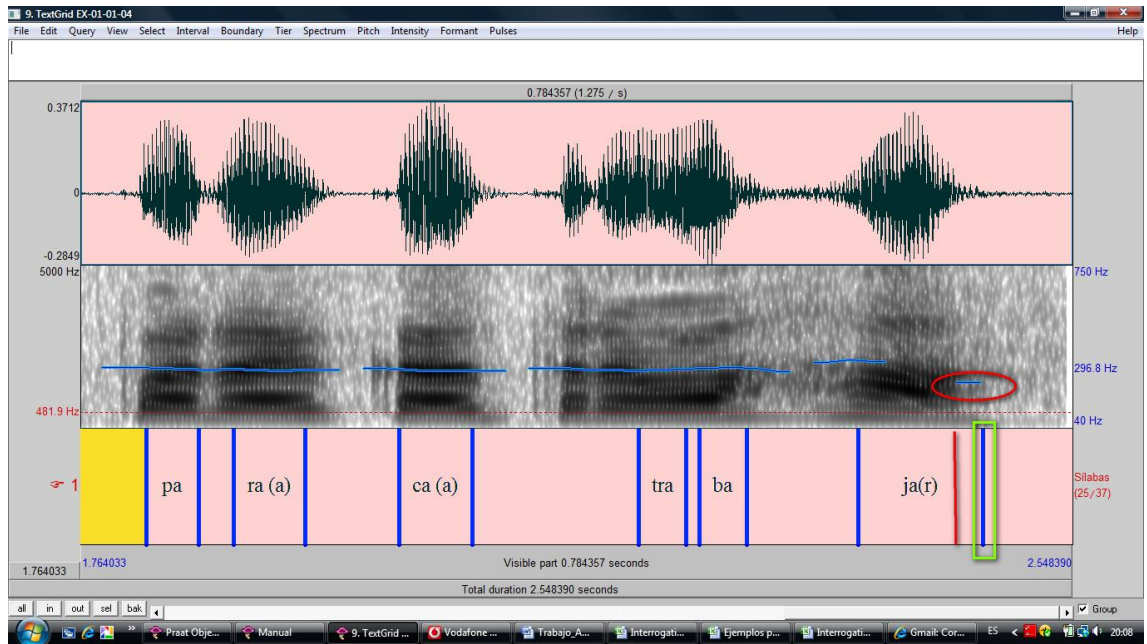 9. TextGrid EX-01-01-04
File Edit Query View Select Interval Boundary Tier Spectrum Pitch Intensity Formant Pulses Help
0.784357 (1.275 / s)
0.3712
0
-0.2849
5000 Hz 750 Hz
296.8 Hz
481.9 Hz
40 Hz
1 pa ra (a) ca (a) tra ba ja(r) Sílabas
(25/37)
1.764033 1.764033 Visible part 0.784357 seconds 2.548390
Total duration 2.548390 seconds
all in out sel bak Group
Praat Obje... Manual 9. TextGrid ... Vodafone ... Trabajo_A... Interrogati... Ejemplos p... Interrogati... Gmail: Cor... ES 20:08